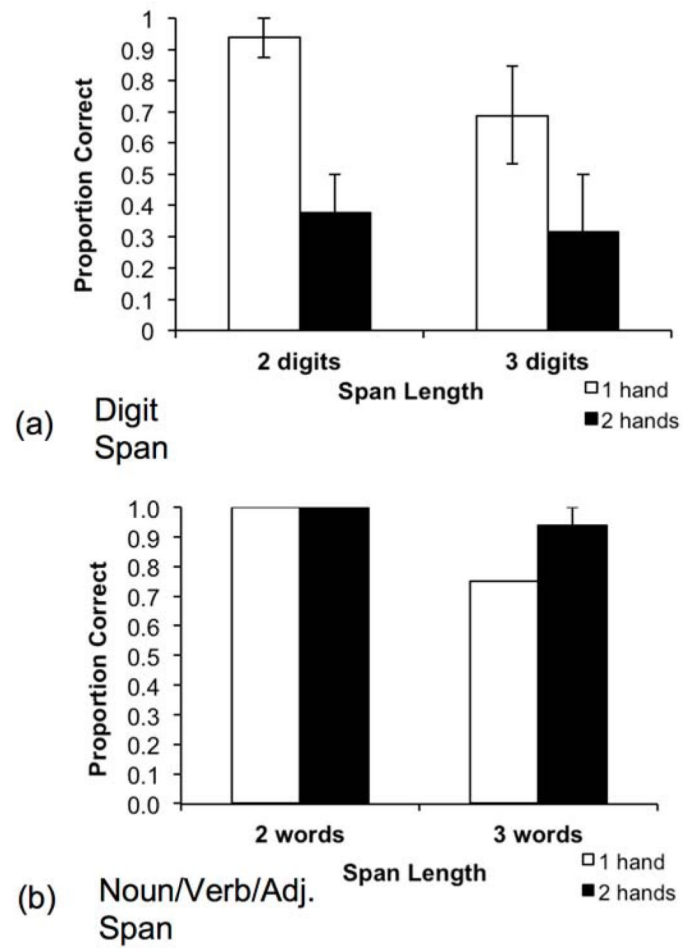 1
0.9
0.8
0.7
0.6
0.5
0.4
0.3
0.2
0.1
0
Proportion Correct
2 digits 3 digits
Span Length
1 hand
2 hands
(a) Digit
Span
1.0
0.9
0.8
0.7
0.6
0.5
0.4
0.3
0.2
0.1
0.0
Proportion Correct
2 words 3 words
Span Length
1 hand
2 hands
(b) Noun/Verb/Adj.
Span